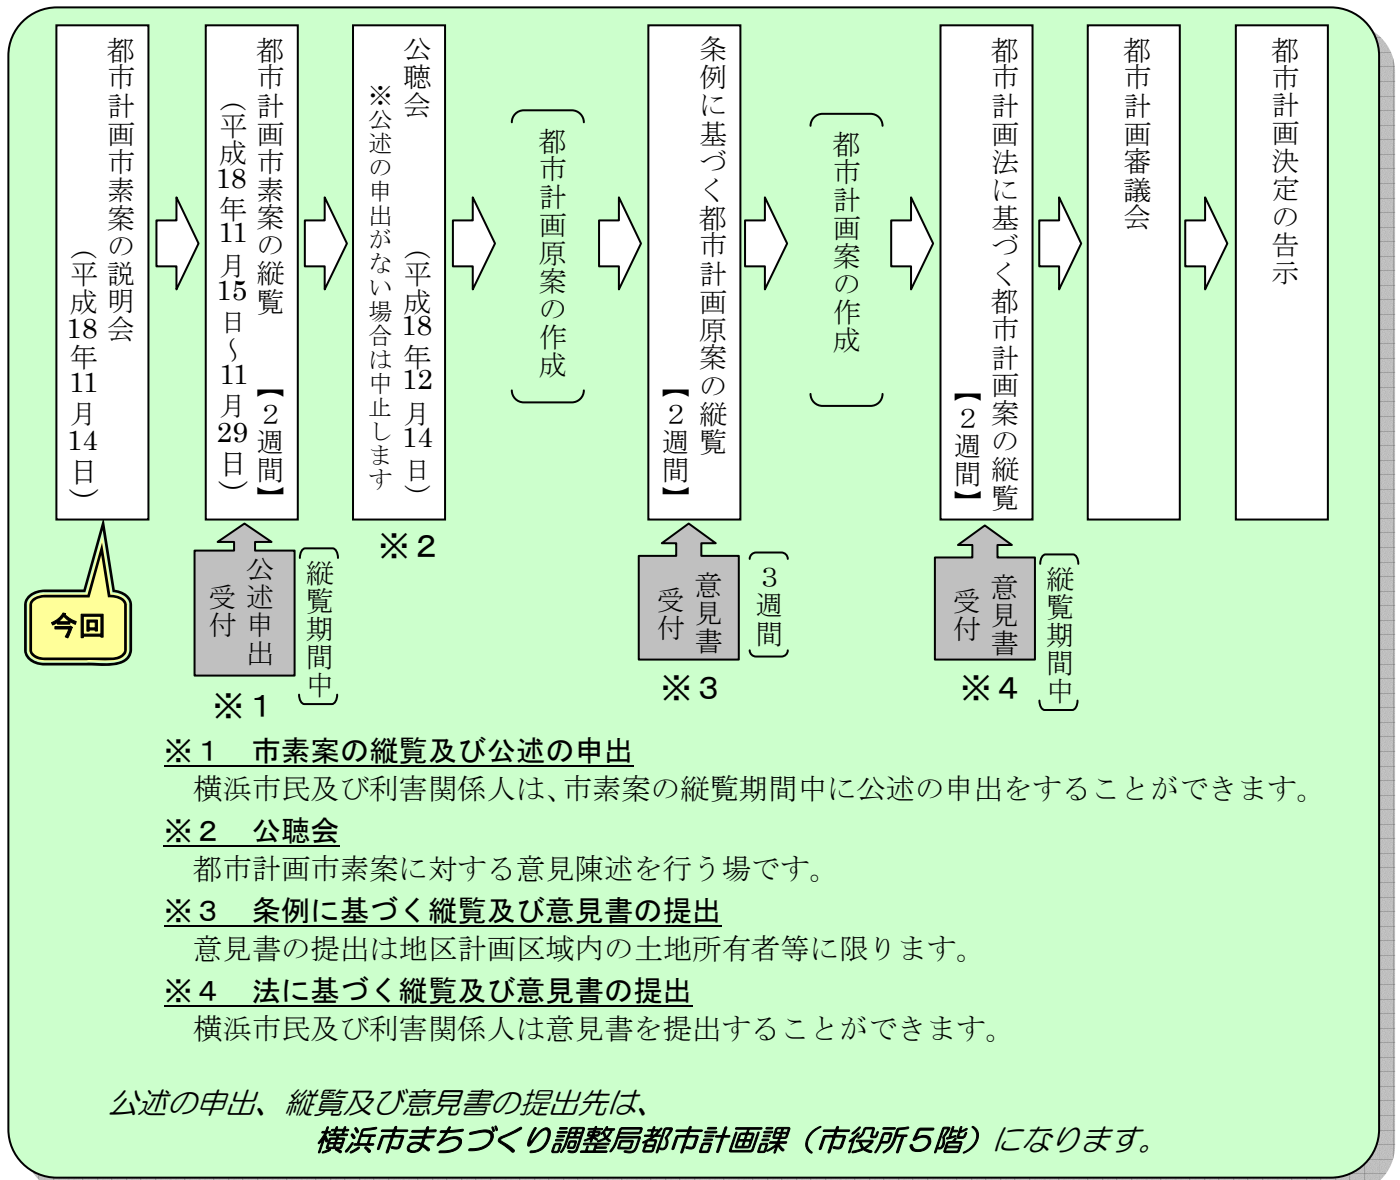 都市計画市素案の説明会
（平成18年11月14日）
今回
都市計画市素案の縦覧【２週間】
（平成18年11月15日～11月29日）
公述申出
受付
縦覧期間中
※１
公聴会（平成18年12月14日）
※公述の申出がない場合は中止します
※２
都市計画原案の作成
条例に基づく都市計画原案の縦覧
【２週間】
意見書
受付
３週間
※３
都市計画案の作成
都市計画法に基づく都市計画案の縦覧
【２週間】
意見書
受付
縦覧期間中
※４
都市計画審議会
都市計画決定の告示
※１　市素案の縦覧及び公述の申出
横浜市民及び利害関係人は、市素案の縦覧期間中に公述の申出をすることができます。
※２　公聴会
都市計画市素案に対する意見陳述を行う場です。
※３　条例に基づく縦覧及び意見書の提出
意見書の提出は地区計画区域内の土地所有者等に限ります。
※４　法に基づく縦覧及び意見書の提出
横浜市民及び利害関係人は意見書を提出することができます。
公述の申出、縦覧及び意見書の提出先は、
横浜市まちづくり調整局都市計画課（市役所５階）になります。